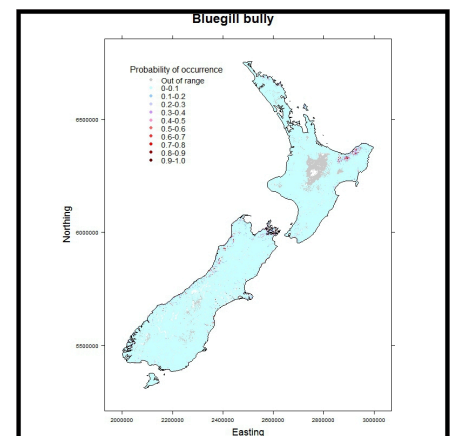 Bluegill bully
Probability of occurrence
Out of range
0-0.1
0.1-0.2
0.2-0.3
0.3-0.4
0.4-0.5
0.5-0.6
0.6-0.7
0.7-0.8
0.8-0.9
0.9-1.0
Northing
6500000
6000000
5500000
2000000 2200000 2400000 2600000 2800000 3000000
Easting